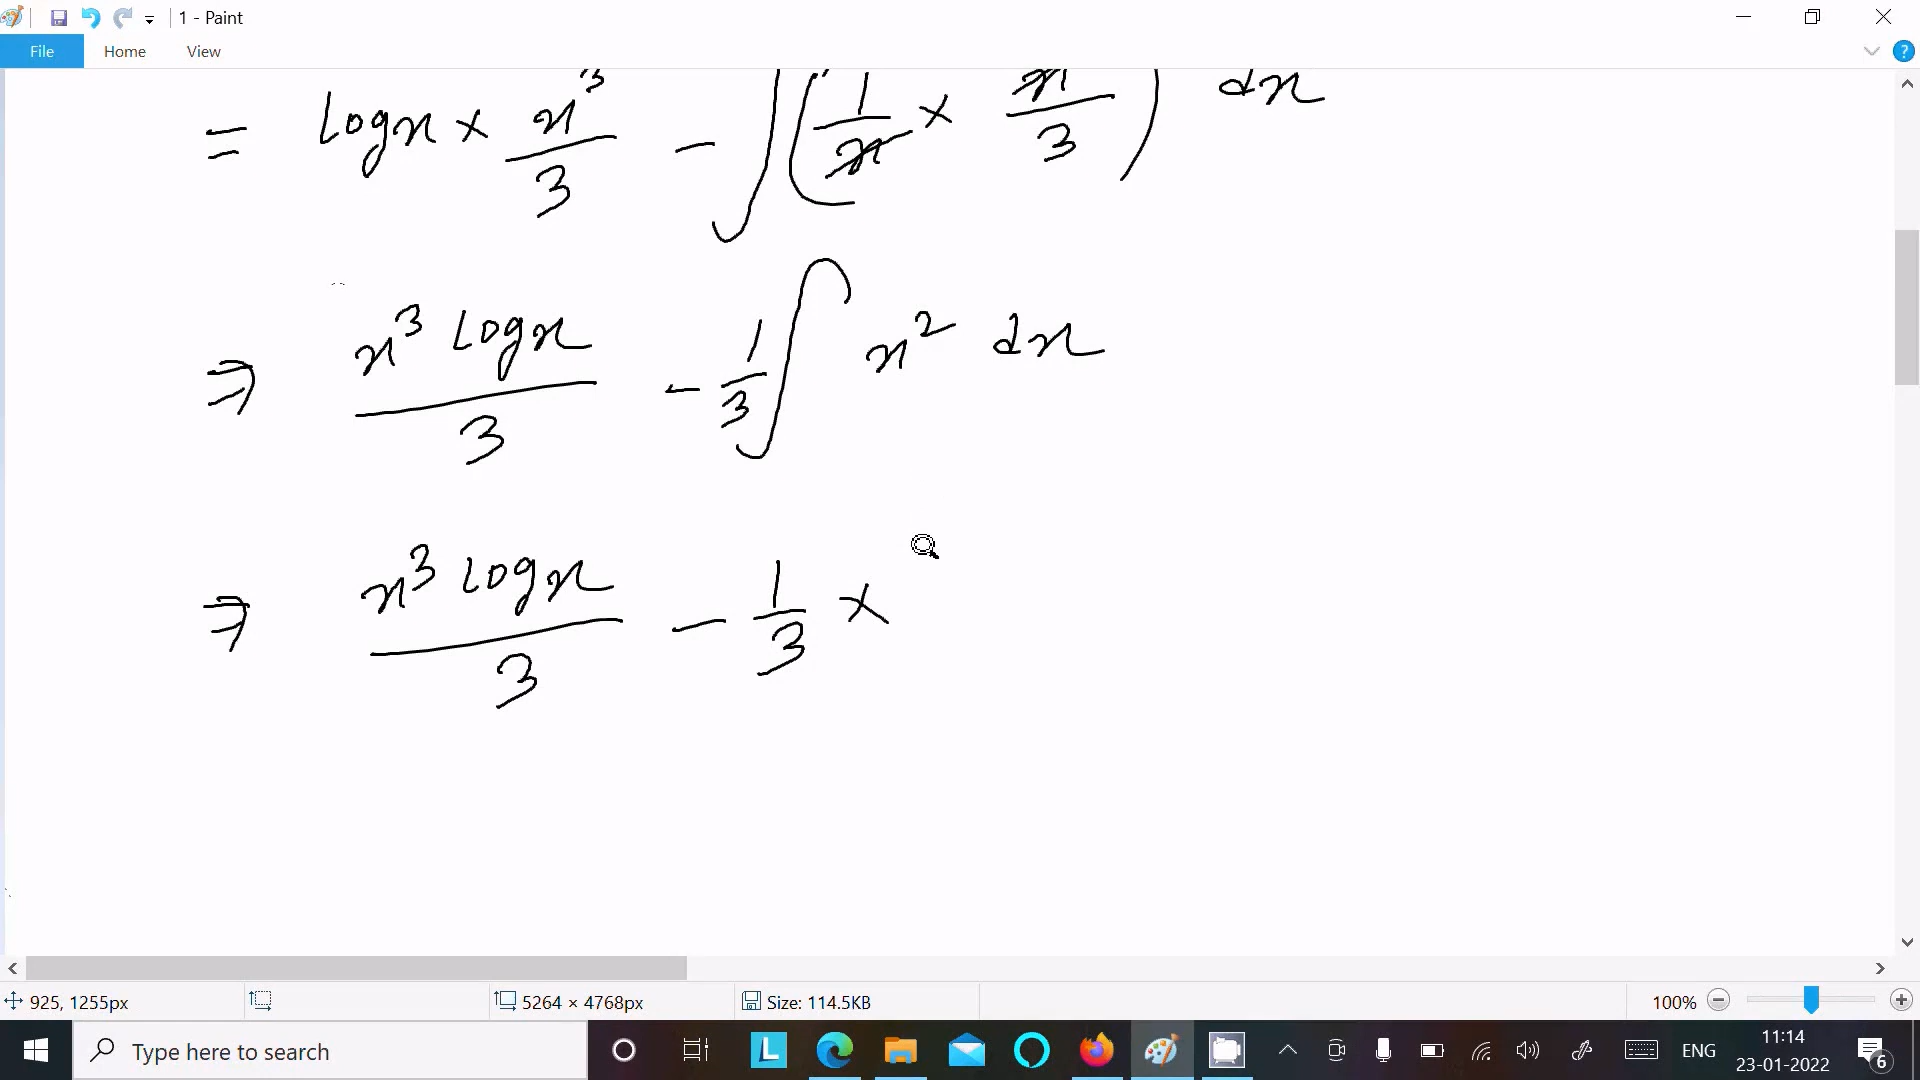 1 - Paint
File Home View
= logx × x³/3 - ∫(1/x × x/3) dx
⇒ x³ logx/3 - 1/3 ∫ x² dx
⇒ x³ logx/3 - 1/3 ×
925, 1255px 5264 × 4768px Size: 114.5KB 100%
Type here to search L ENG 11:14
23-01-2022 6